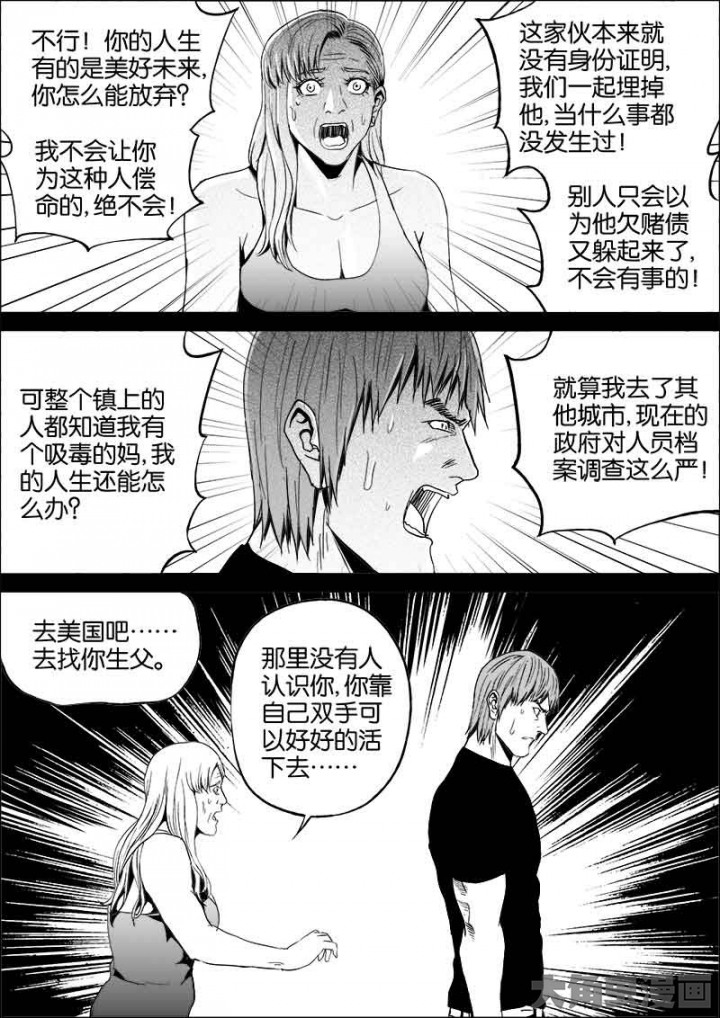 不行！你的人生
有的是美好未来，
你怎么能放弃？
我不会让你
为这种人偿
命的，绝不会！
这家伙本来就
没有身份证明，
我们一起埋掉
他，当什么事都
没发生过！
别人只会以
为他欠赌债
又躲起来了，
不会有事的！
可整个镇上的
人都知道我有
个吸毒的妈，我
的人生还能怎
么办？
就算我去了其
他城市，现在的
政府对人员档
案调查这么严！
去美国吧……
去找你生父。
那里没有人
认识你，你靠
自己双手可
以好好的活
下去……